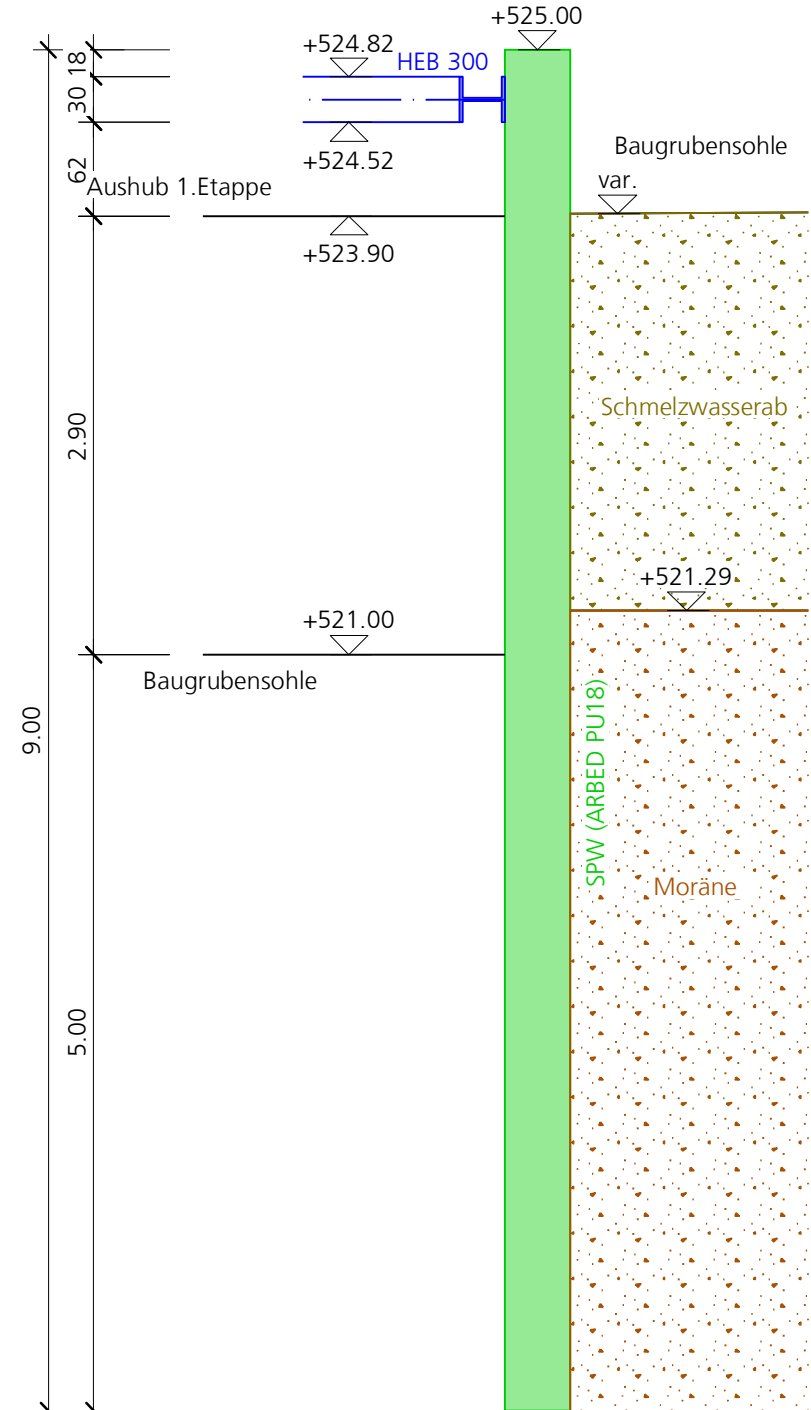 +525.00
+524.82
HEB 300
18
30
+524.52
62
Baugrubensohle
var.
Aushub 1.Etappe
+523.90
Schmelzwasserab
2.90
+521.29
+521.00
Baugrubensohle
9.00
SPW (ARBED PU18)
Moräne
5.00